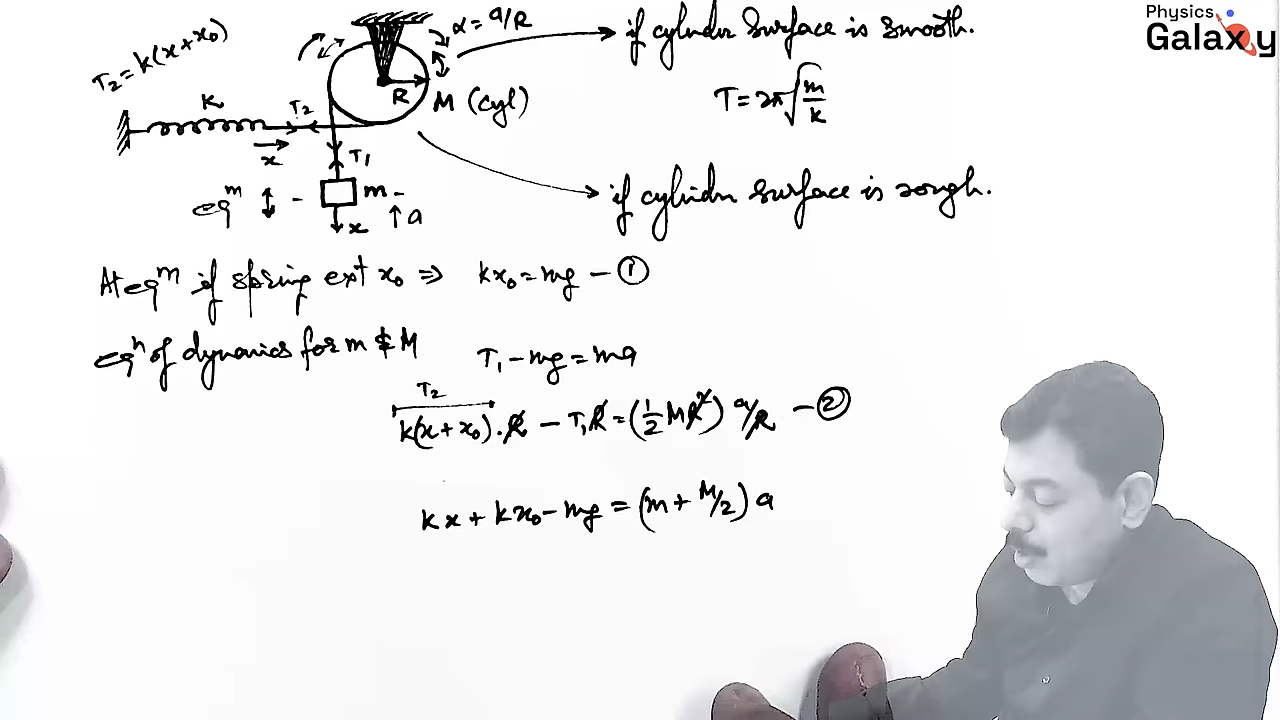 Physics
Galaxy
T₂ = k(x+x₀)
α = a/R
if cylinder surface is smooth.
K
T₂
R
M (cyl)
T = 2π√(m/k)
x
T₁
eqᵐ
m
x
a
if cylinder surface is rough.
At eqᵐ if spring extⁿ x₀ ⇒ kx₀ = mg – ①
eqⁿ of dynamics for m & M
T₁ – mg = ma
T₂
k(x+x₀)·R – T₁R = (½MR²) a/R – ②
kx + kx₀ – mg = (m + M/2) a